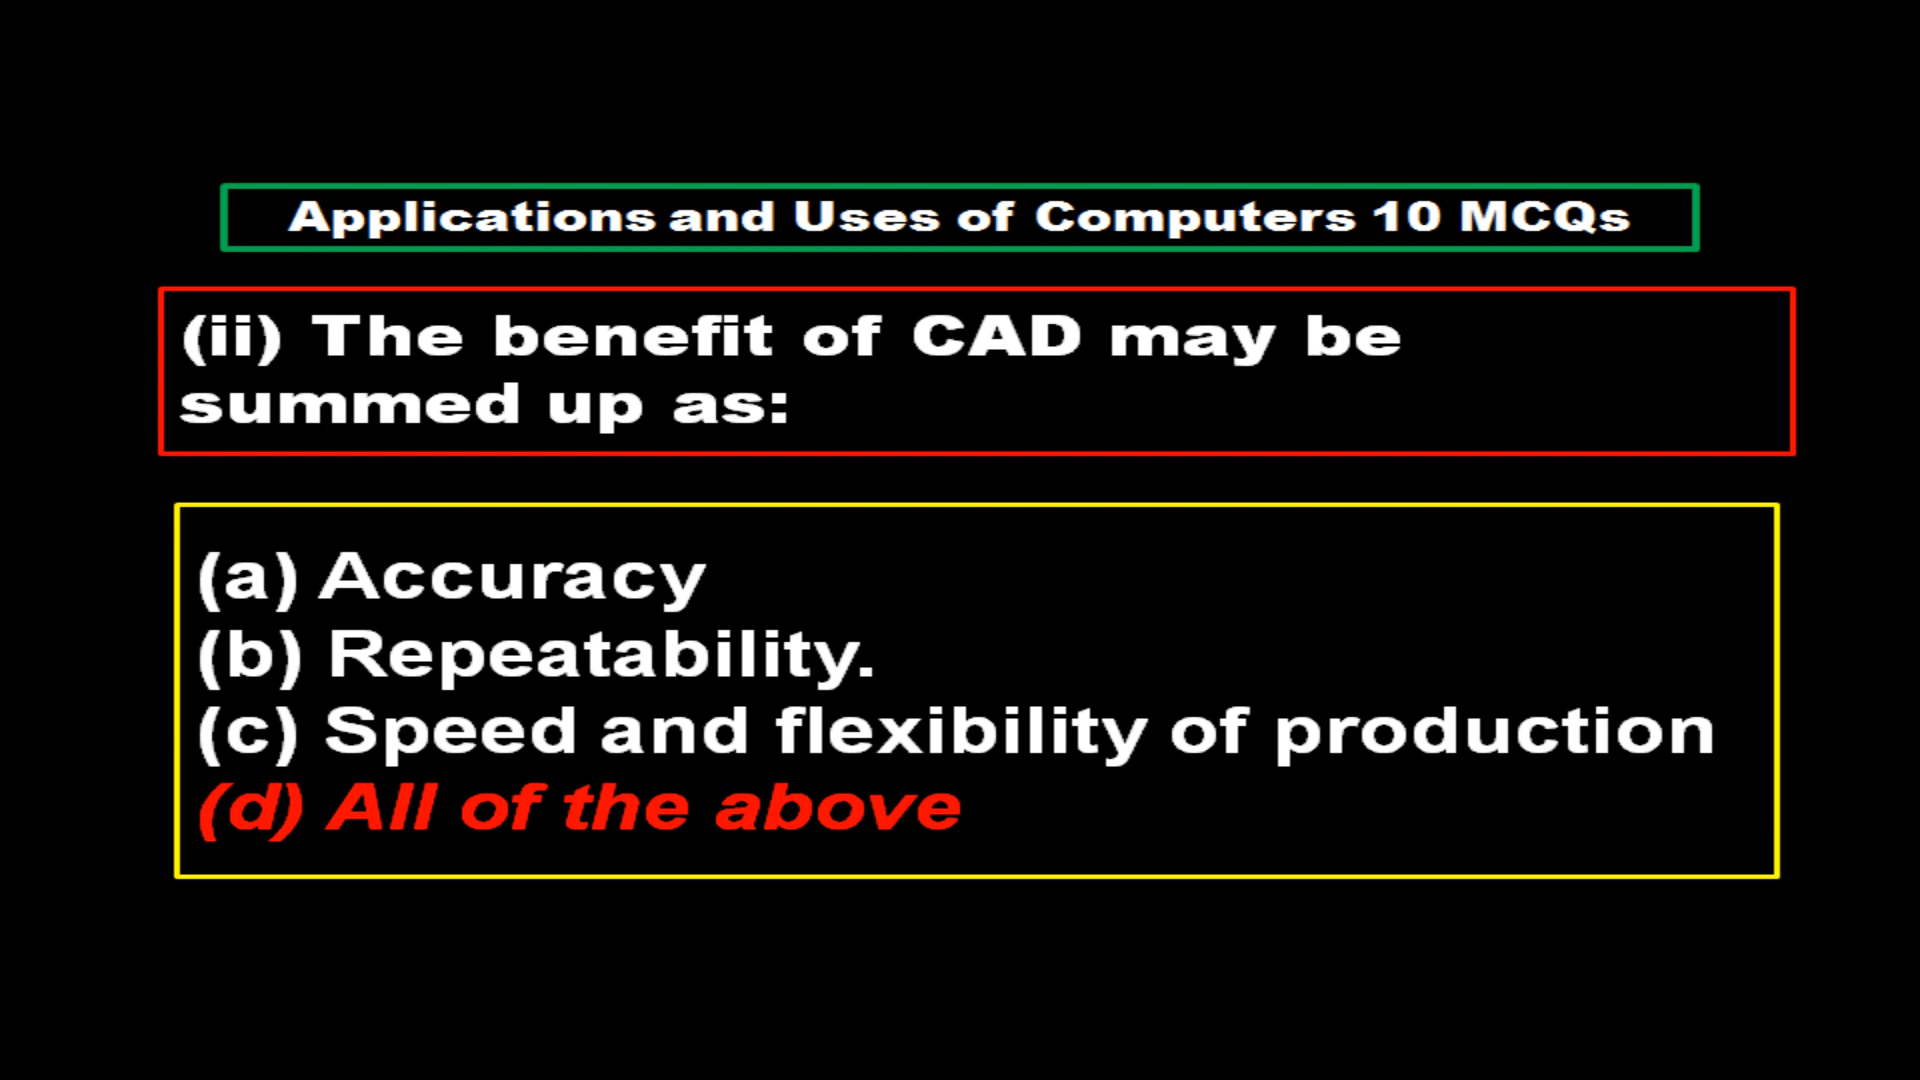 Applications and Uses of Computers 10 MCQs
(ii) The benefit of CAD may be
summed up as:
(a) Accuracy
(b) Repeatability.
(c) Speed and flexibility of production
(d) All of the above